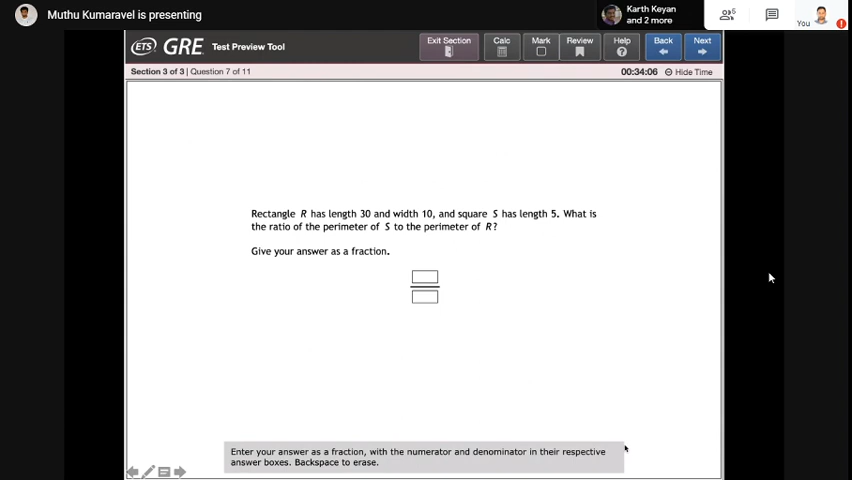 Muthu Kumaravel is presenting
Karth Keyan
and 2 more
5
You
ETS GRE Test Preview Tool
Exit Section
Calc
Mark
Review
Help
Back
Next
Section 3 of 3 | Question 7 of 11
00:34:06
Hide Time
Rectangle R has length 30 and width 10, and square S has length 5. What is
the ratio of the perimeter of S to the perimeter of R?
Give your answer as a fraction.
Enter your answer as a fraction, with the numerator and denominator in their respective
answer boxes. Backspace to erase.